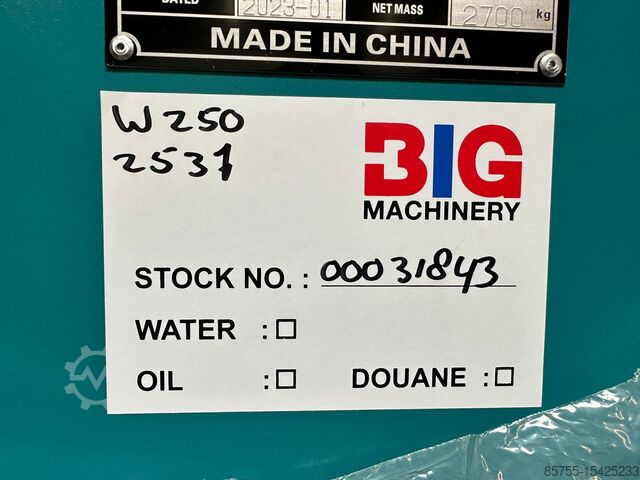 DATED 2023-01 NET MASS 2700 kg
MADE IN CHINA
W250
2531
BIG
MACHINERY
STOCK NO. : 00031843
WATER :
OIL : DOUANE :
85755-15425233